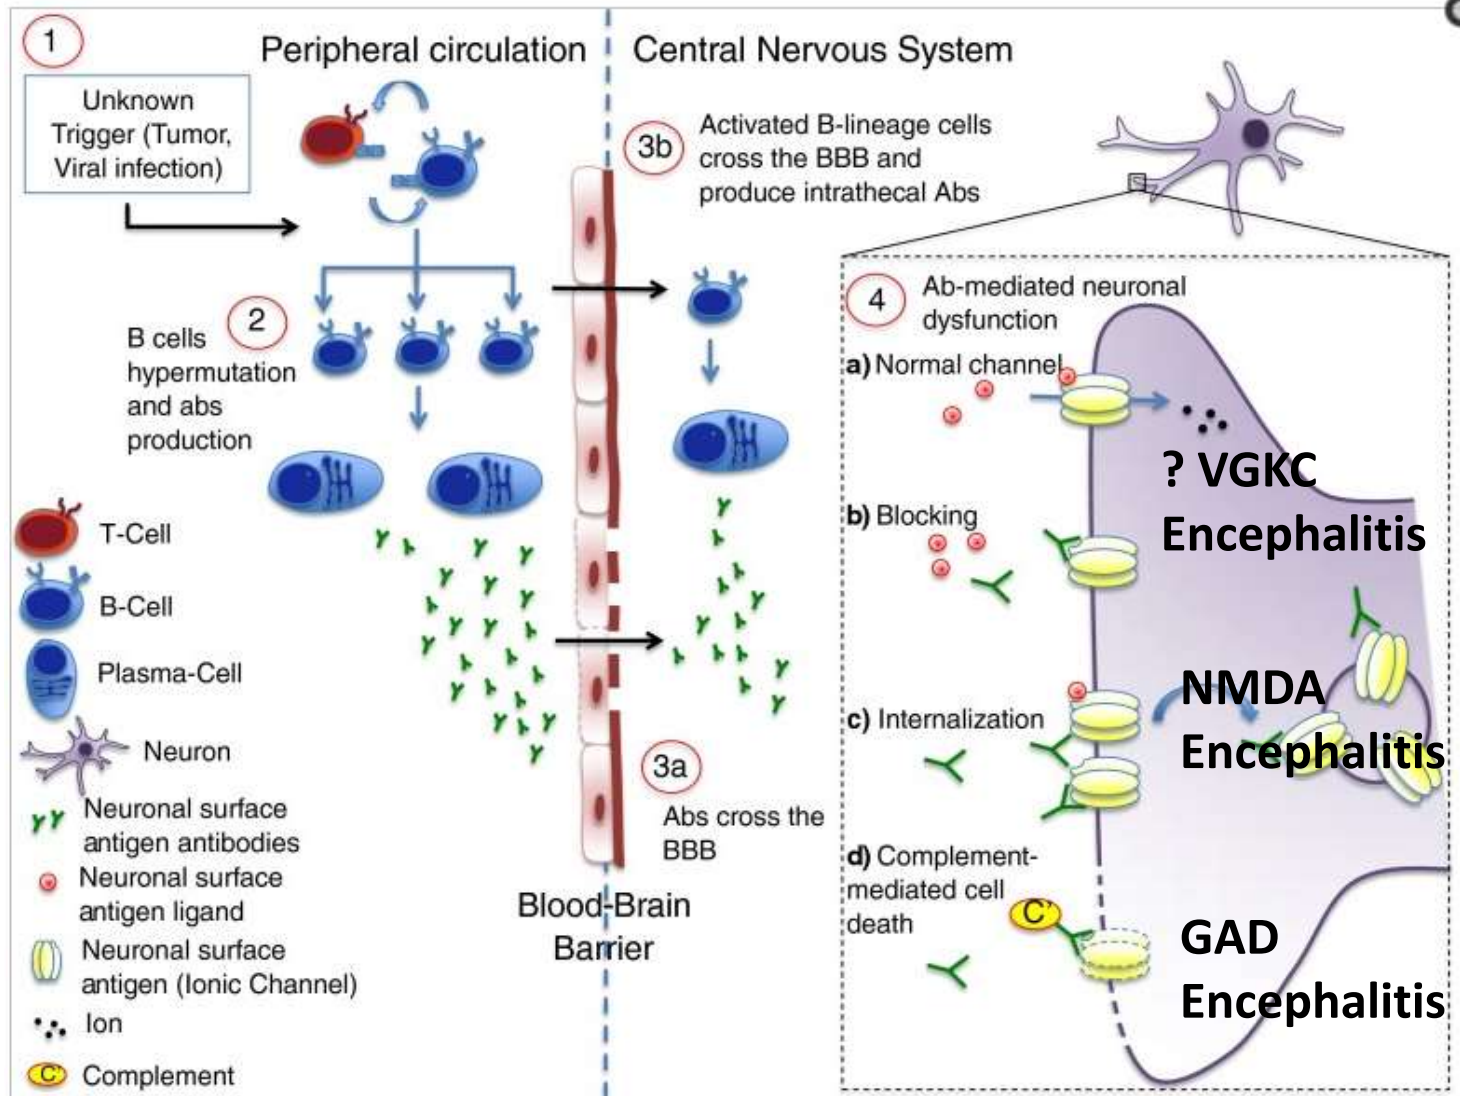 1
Unknown
Trigger (Tumor,
Viral infection)
Peripheral circulation
Central Nervous System
3b
Activated B-lineage cells
cross the BBB and
produce intrathecal Abs
2
B cells
hypermutation
and abs
production
T-Cell
B-Cell
Plasma-Cell
Neuron
Neuronal surface
antigen antibodies
Neuronal surface
antigen ligand
Neuronal surface
antigen (Ionic Channel)
Ion
C'
Complement
3a
Abs cross the
BBB
Blood-Brain
Barrier
4
Ab-mediated neuronal
dysfunction
a) Normal channel
? VGKC
Encephalitis
b) Blocking
NMDA
Encephalitis
c) Internalization
d) Complement-
mediated cell
death
C'
GAD
Encephalitis